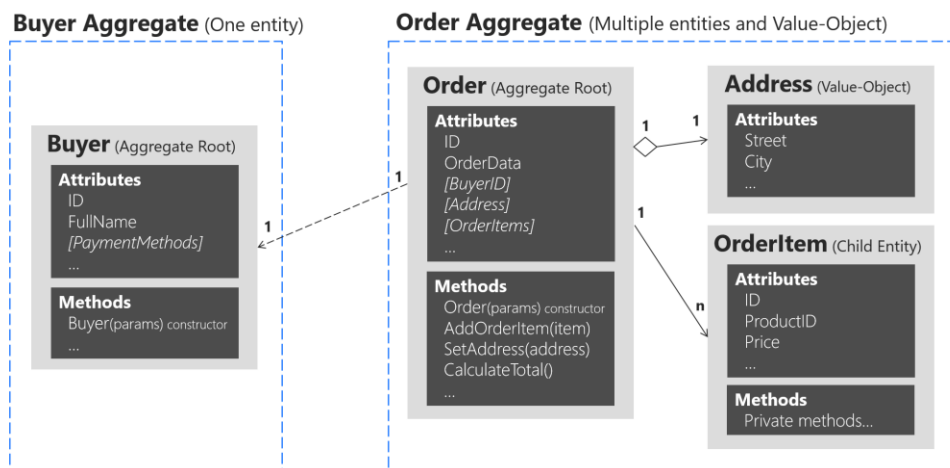 Buyer Aggregate (One entity)
Buyer (Aggregate Root)
Attributes
ID
FullName
[PaymentMethods]
...
Methods
Buyer(params) constructor
...
1
1
Order Aggregate (Multiple entities and Value-Object)
Order (Aggregate Root)
Attributes
ID
OrderData
[BuyerID]
[Address]
[OrderItems]
...
Methods
Order(params) constructor
AddOrderItem(item)
SetAddress(address)
CalculateTotal()
...
1
1
1
n
Address (Value-Object)
Attributes
Street
City
...
OrderItem (Child Entity)
Attributes
ID
ProductID
Price
...
Methods
Private methods...